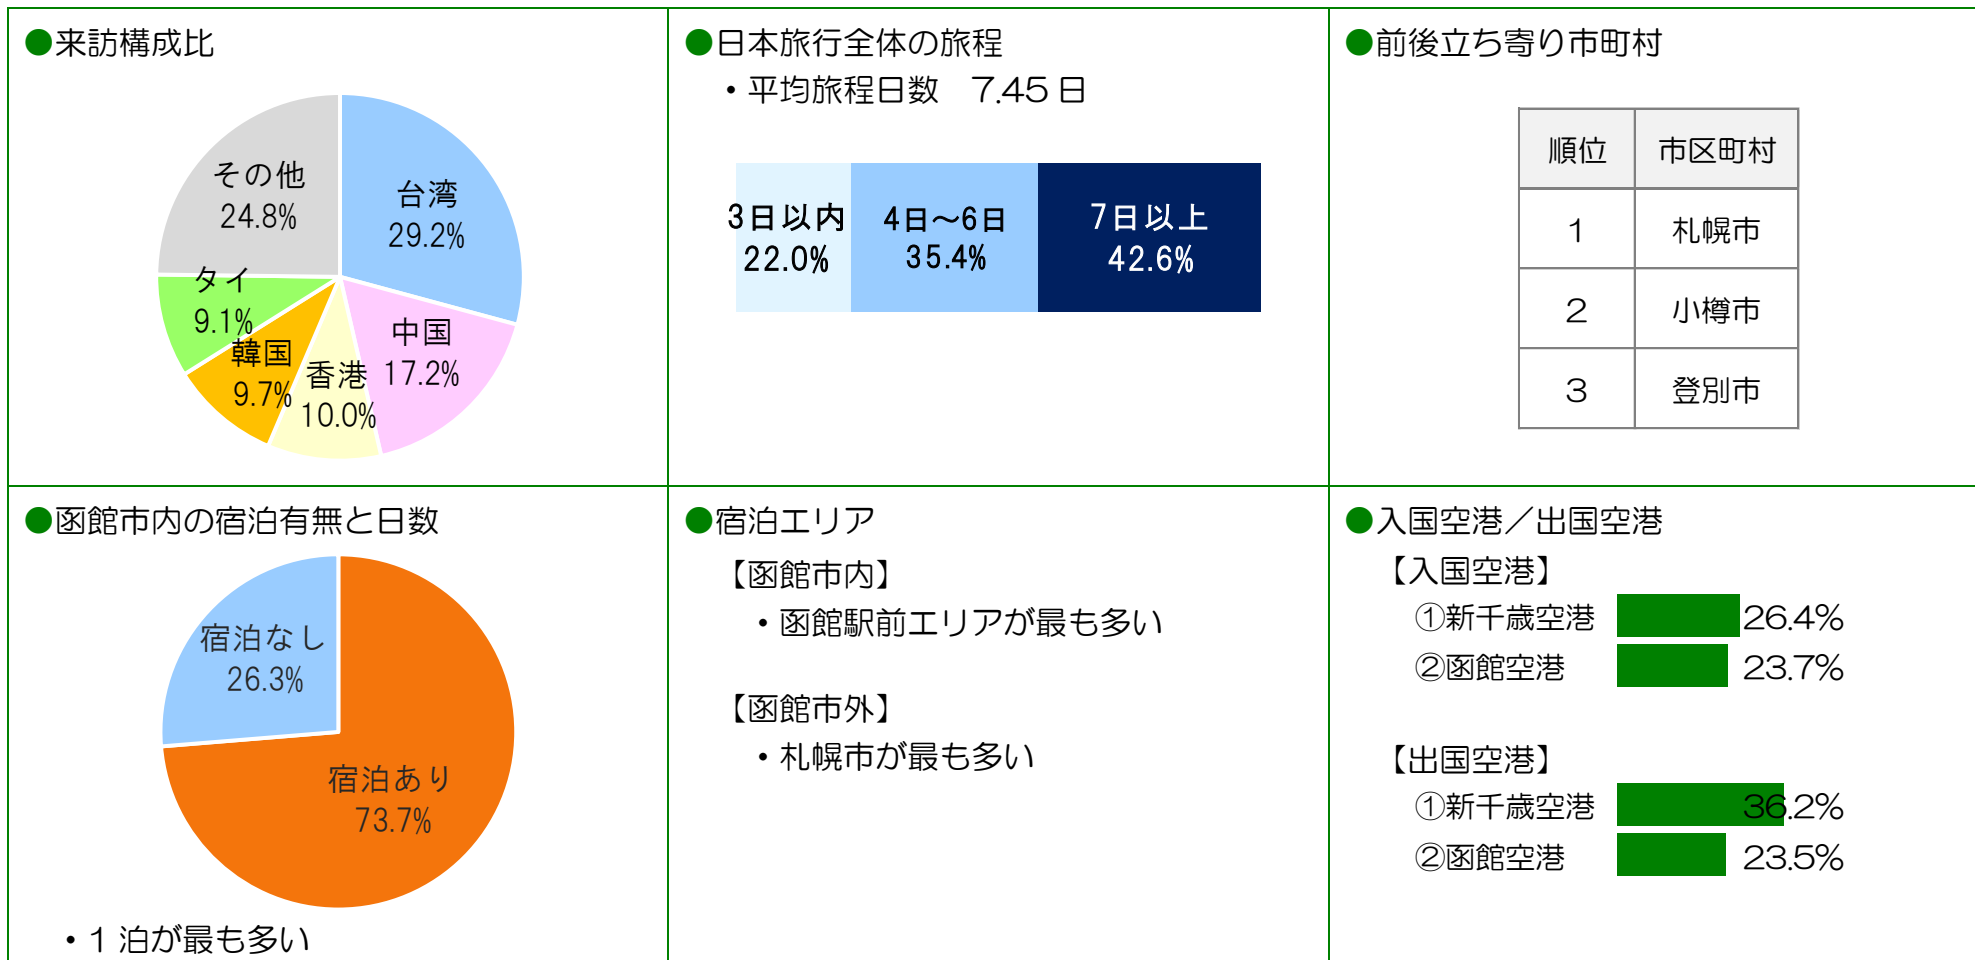 ●来訪構成比
その他
24.8%
台湾
29.2%
タイ
9.1%
韓国
9.7%
香港
10.0%
中国
17.2%
●日本旅行全体の旅程
・平均旅程日数　7.45 日
3日以内
22.0%
4日～6日
35.4%
7日以上
42.6%
●前後立ち寄り市町村
順位 市区町村
1 札幌市
2 小樽市
3 登別市
●函館市内の宿泊有無と日数
宿泊なし
26.3%
宿泊あり
73.7%
・1 泊が最も多い
●宿泊エリア
【函館市内】
・函館駅前エリアが最も多い
【函館市外】
・札幌市が最も多い
●入国空港／出国空港
【入国空港】
①新千歳空港 26.4%
②函館空港 23.7%
【出国空港】
①新千歳空港 36.2%
②函館空港 23.5%